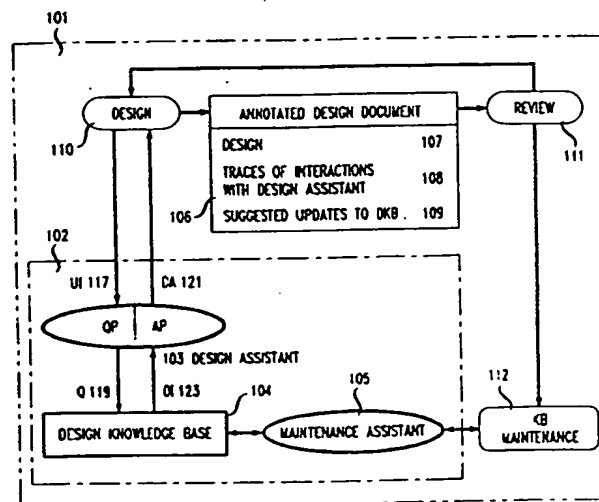 101
DESIGN
110
ANNOTATED DESIGN DOCUMENT
DESIGN 107
TRACES OF INTERACTIONS
WITH DESIGN ASSISTANT 108
SUGGESTED UPDATES TO DKB. 109
106
REVIEW
111
102
UI 117
CA 121
QP AP
103 DESIGN ASSISTANT
Q 119
DI 123
104
DESIGN KNOWLEDGE BASE
105
MAINTENANCE ASSISTANT
112
KB
MAINTENANCE